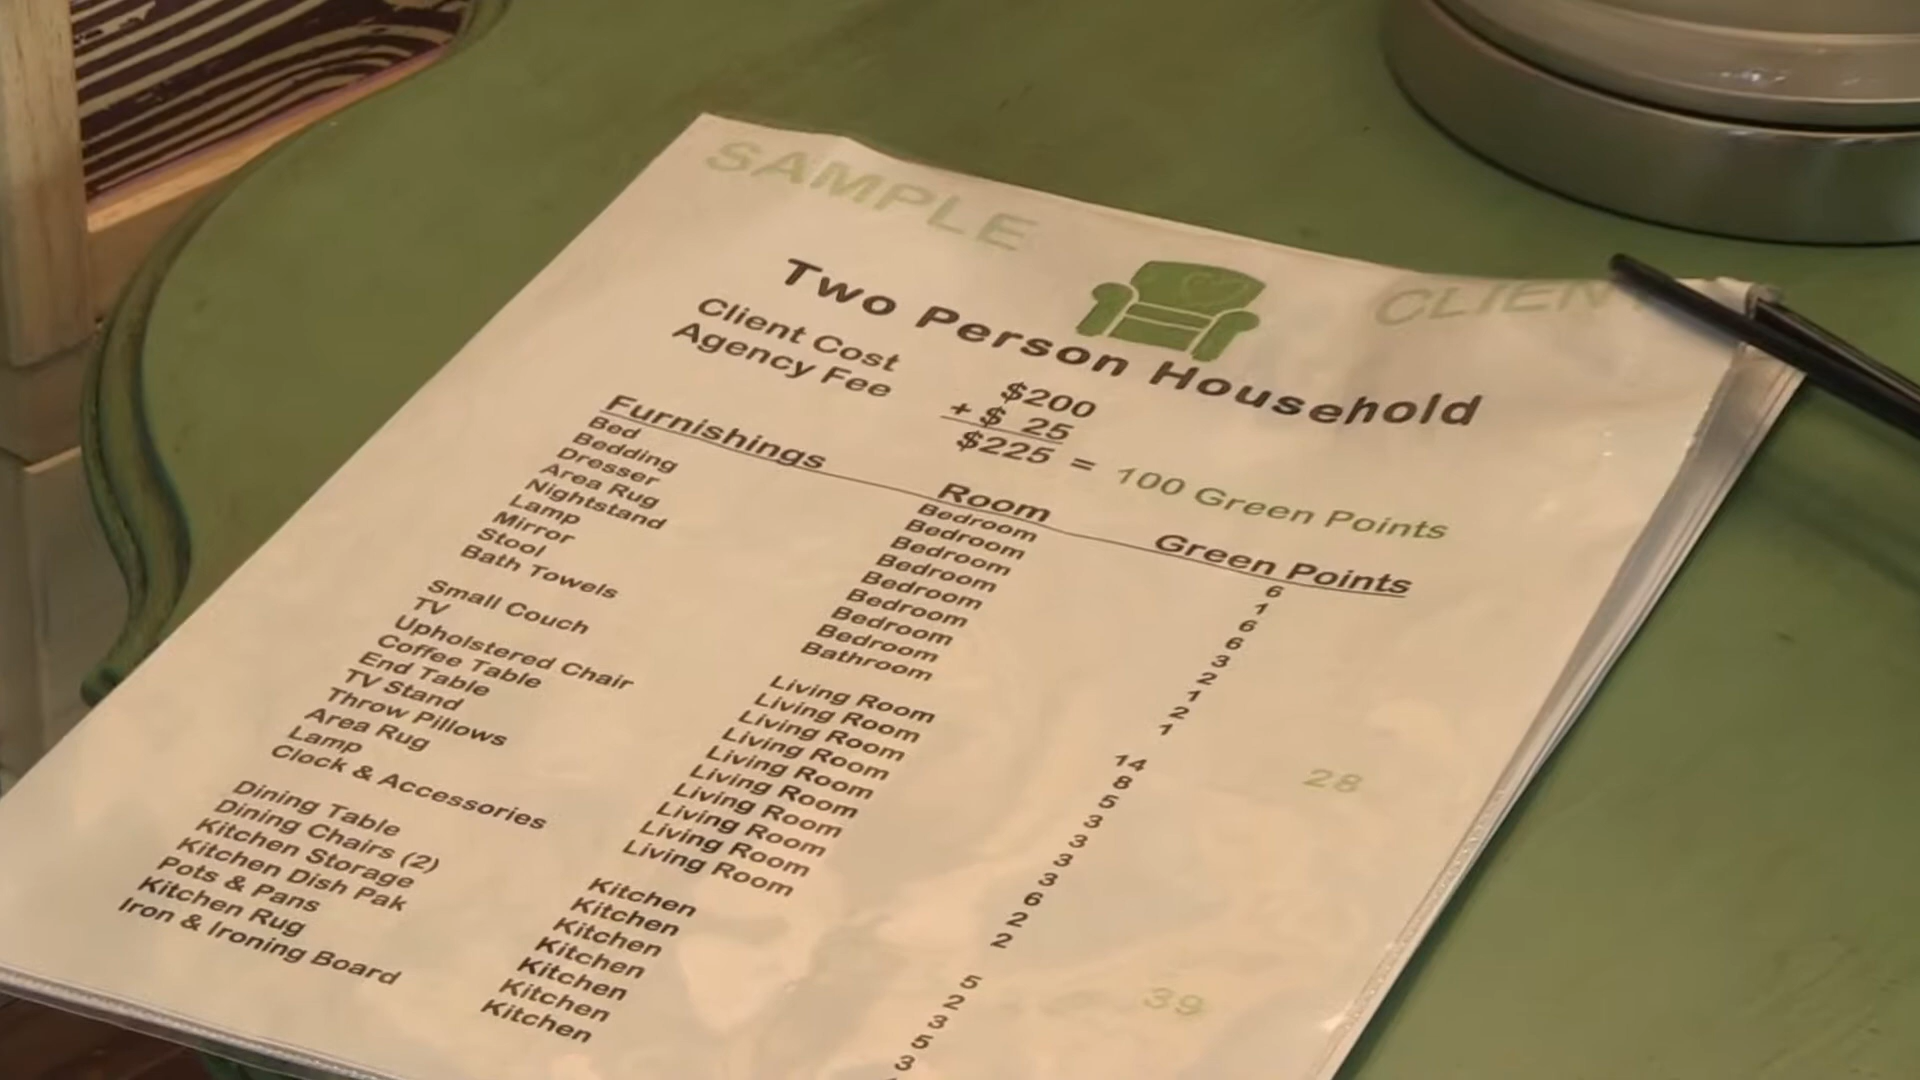 SAMPLE
CLIEN
Two Person Household
Client Cost $200
Agency Fee + $ 25
$225 = 100 Green Points
Furnishings
Bed
Bedding
Dresser
Area Rug
Nightstand
Lamp
Mirror
Stool
Bath Towels
Small Couch
TV
Upholstered Chair
Coffee Table
End Table
TV Stand
Throw Pillows
Area Rug
Lamp
Clock & Accessories
Dining Table
Dining Chairs (2)
Kitchen Storage
Kitchen Dish Pak
Pots & Pans
Kitchen Rug
Iron & Ironing Board
Room
Bedroom
Bedroom
Bedroom
Bedroom
Bedroom
Bedroom
Bedroom
Bedroom
Bathroom
Living Room
Living Room
Living Room
Living Room
Living Room
Living Room
Living Room
Living Room
Living Room
Living Room
Kitchen
Kitchen
Kitchen
Kitchen
Kitchen
Kitchen
Kitchen
Green Points
6
1
6
6
3
2
1
2
1
28
14
8
5
3
3
3
6
2
2
39
5
2
3
5
3